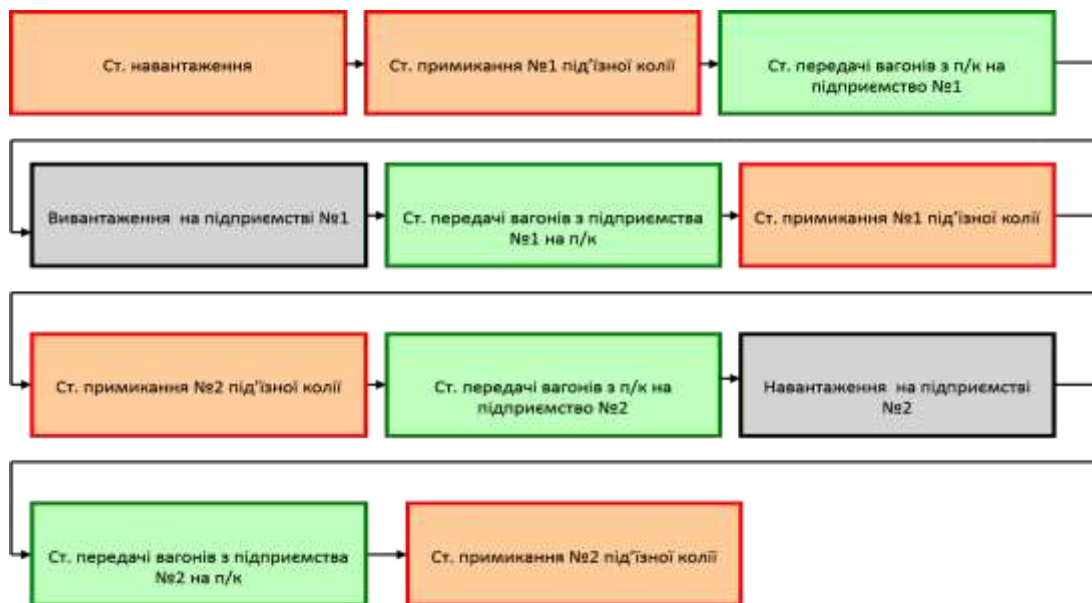 Ст. навантаження
Ст. примикання №1 під'їзної колії
Ст. передачі вагонів з п/к на
підприємство №1
Вивантаження на підприємстві №1
Ст. передачі вагонів з підприємства
№1 на п/к
Ст. примикання №1 під'їзної колії
Ст. примикання №2 під'їзної колії
Ст. передачі вагонів з п/к на
підприємство №2
Навантаження на підприємстві
№2
Ст. передачі вагонів з підприємства
№2 на п/к
Ст. примикання №2 під'їзної колії